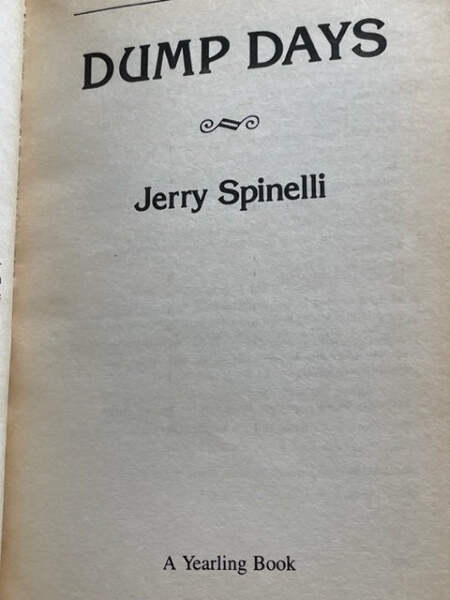 DUMP DAYS
Jerry Spinelli
A Yearling Book